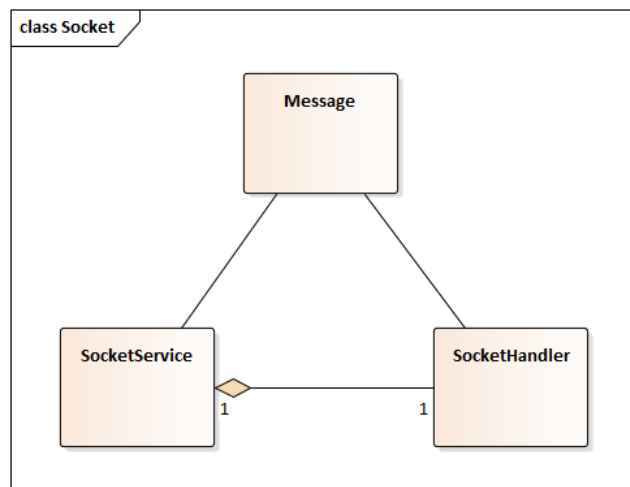 class Socket
Message
SocketService
SocketHandler
1
1